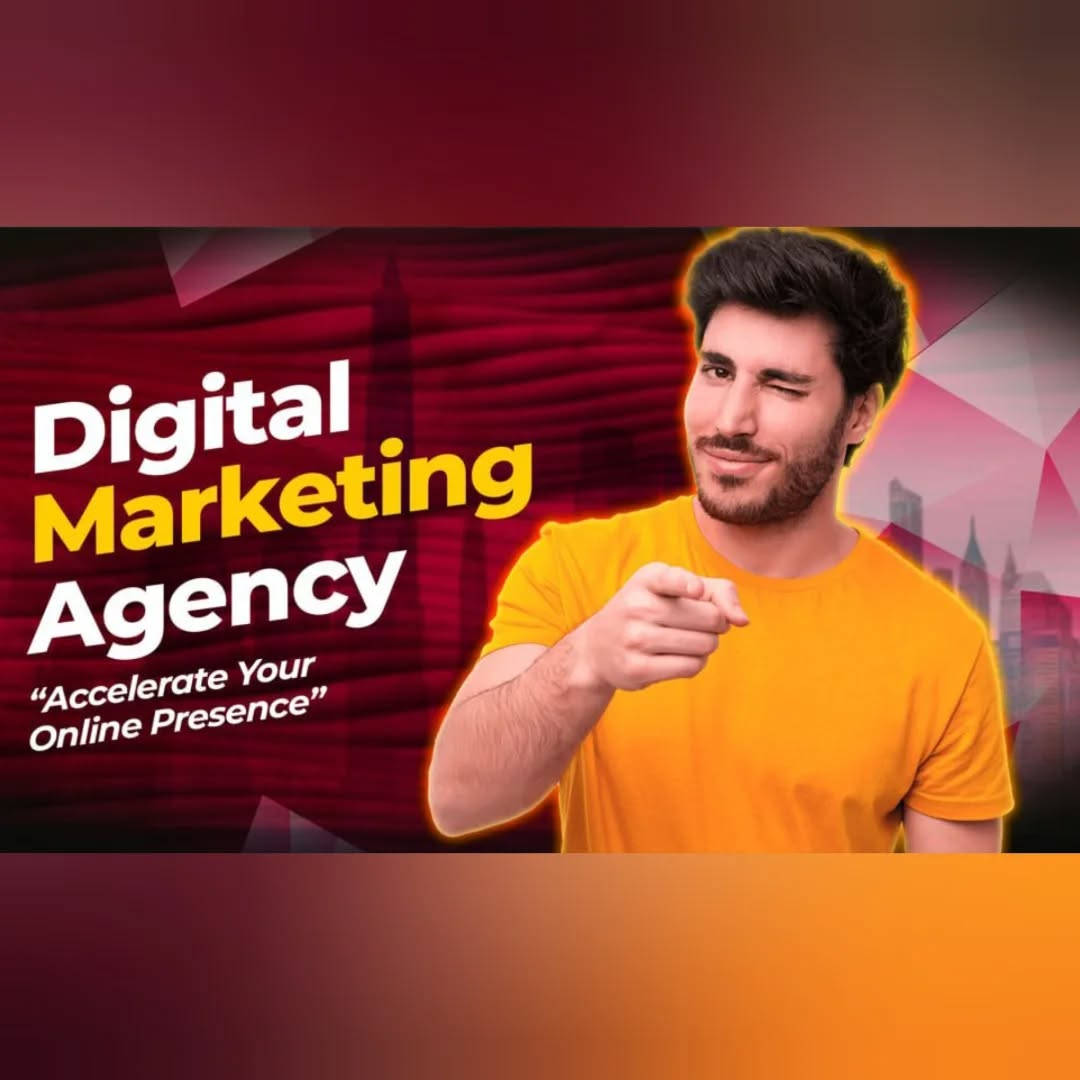 Digital
Marketing
Agency
“Accelerate Your
Online Presence”